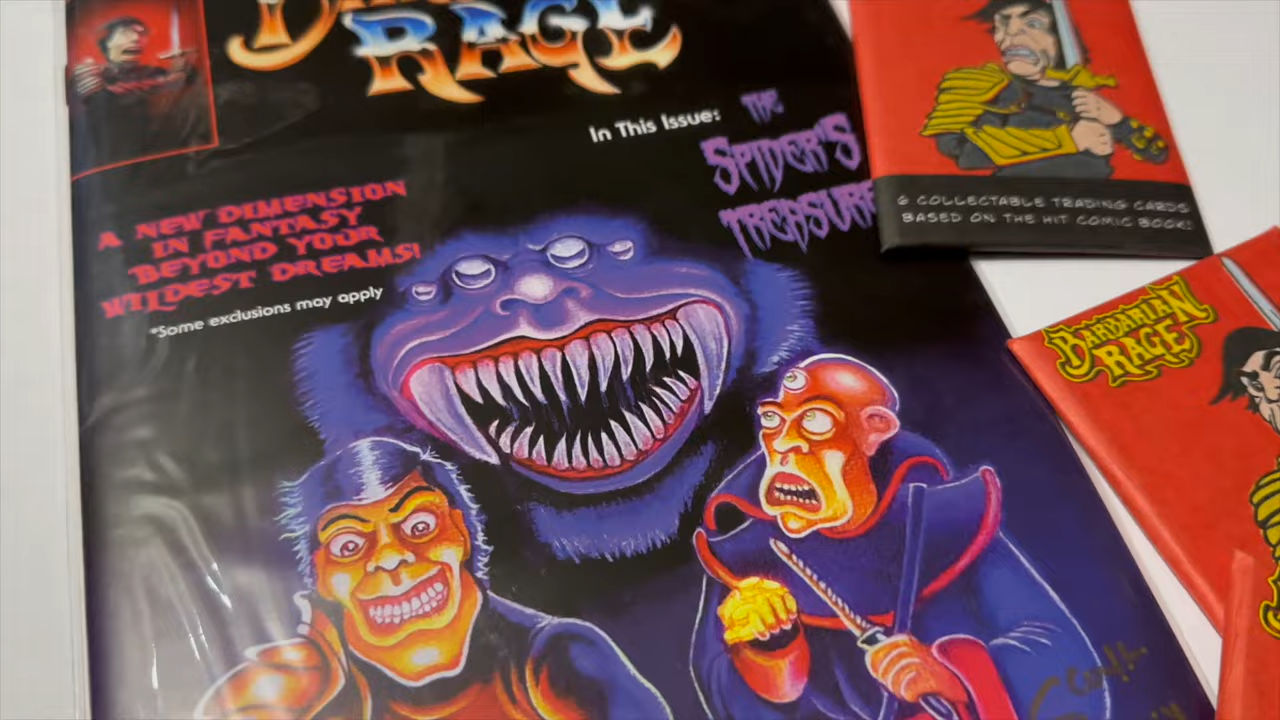 RAGE
In This Issue:
THE
SPIDER'S
TREASURE
A NEW DIMENSION
IN FANTASY
BEYOND YOUR
WILDEST DREAMS!
*Some exclusions may apply
6 COLLECTABLE TRADING CARDS
BASED ON THE HIT COMIC BOOK!
BARBARIAN
RAGE